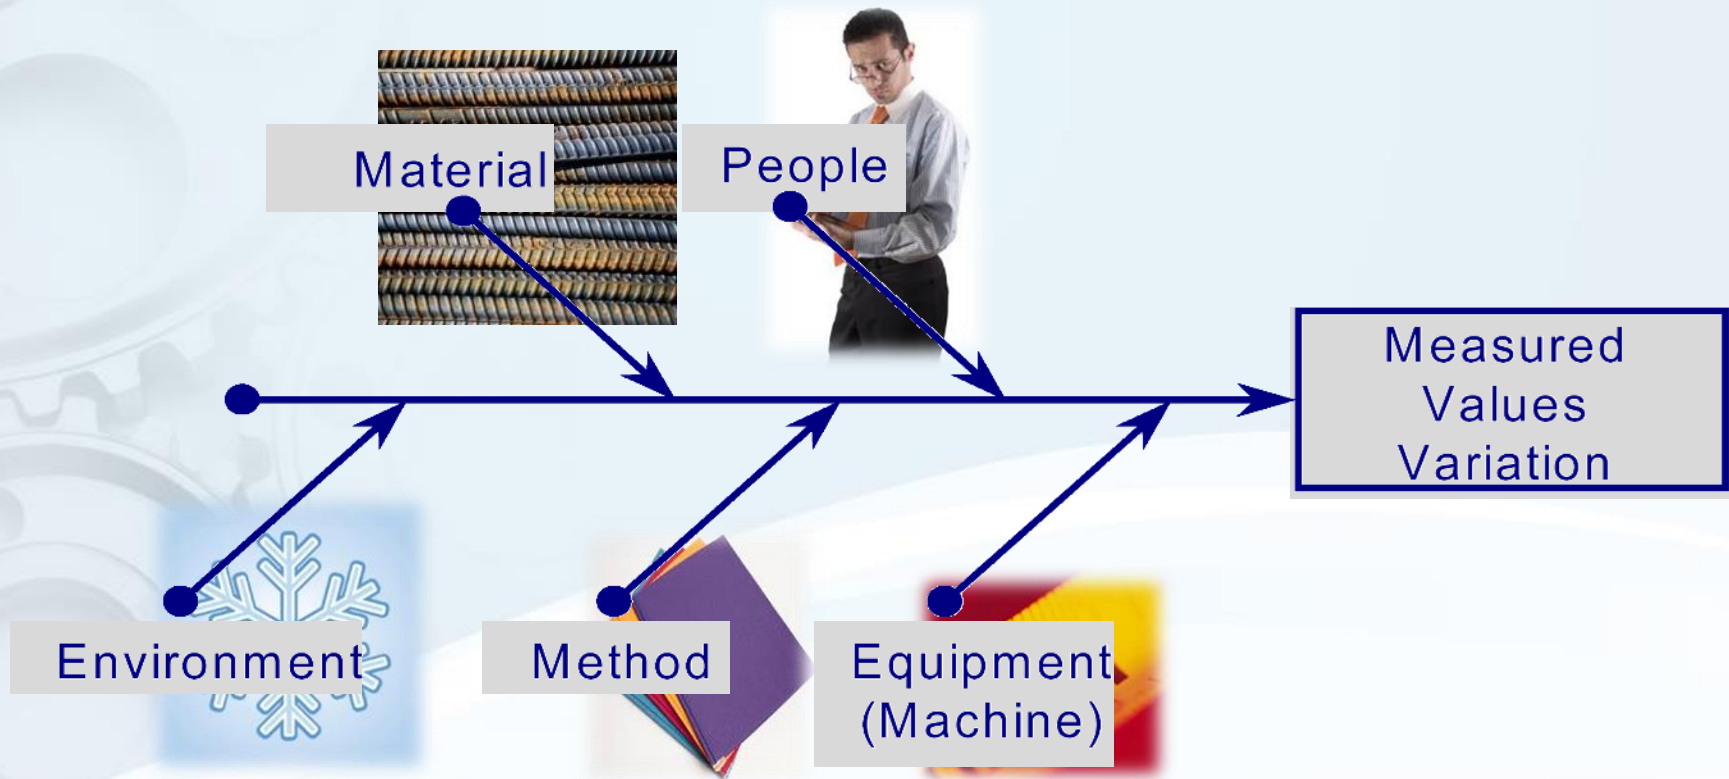 Material
People
Measured
Values
Variation
Environment
Method
Equipment
(Machine)